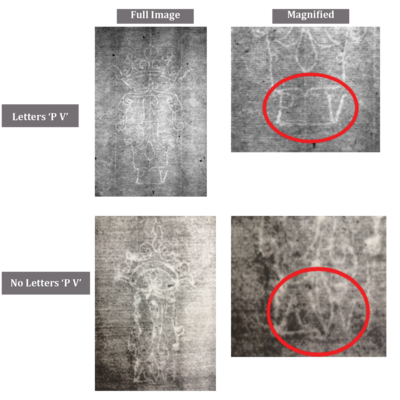 Full Image
Magnified
Letters ‘P V’
P V
No Letters ‘P V’